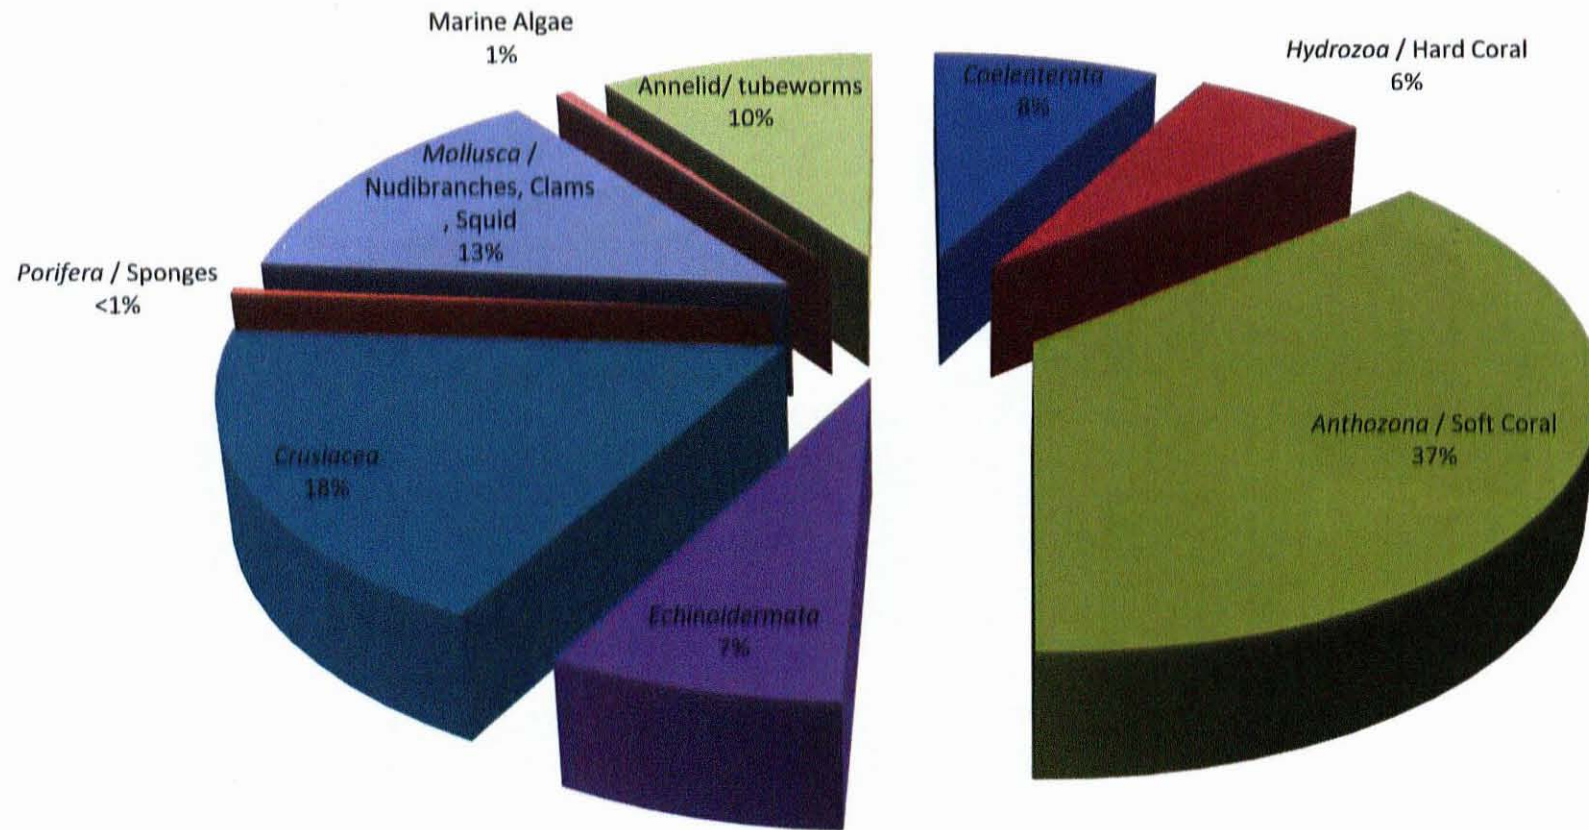 Marine Algae
1%
Annelid/ tubeworms
10%
Coelenterata
8%
Hydrozoa / Hard Coral
6%
Mollusca /
Nudibranches, Clams
, Squid
13%
Porifera / Sponges
<1%
Anthozona / Soft Coral
37%
Crustacea
18%
Echinoidermata
7%